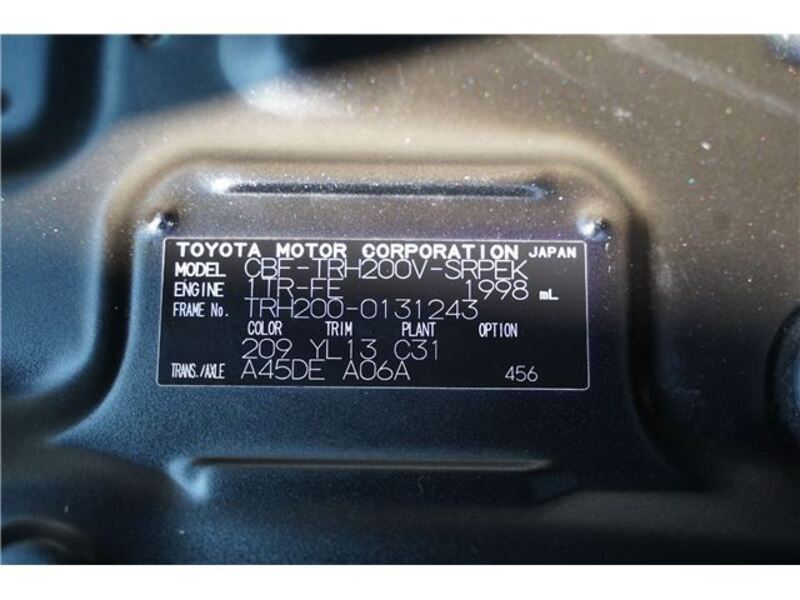 TOYOTA MOTOR CORPORATION JAPAN
MODEL CBF-TRH200V-SRPEK
ENGINE 1TR-FE 1998 mL
FRAME No. TRH200-0131243
COLOR TRIM PLANT OPTION
209 YL13 C31
TRANS./AXLE A45DE A06A 456